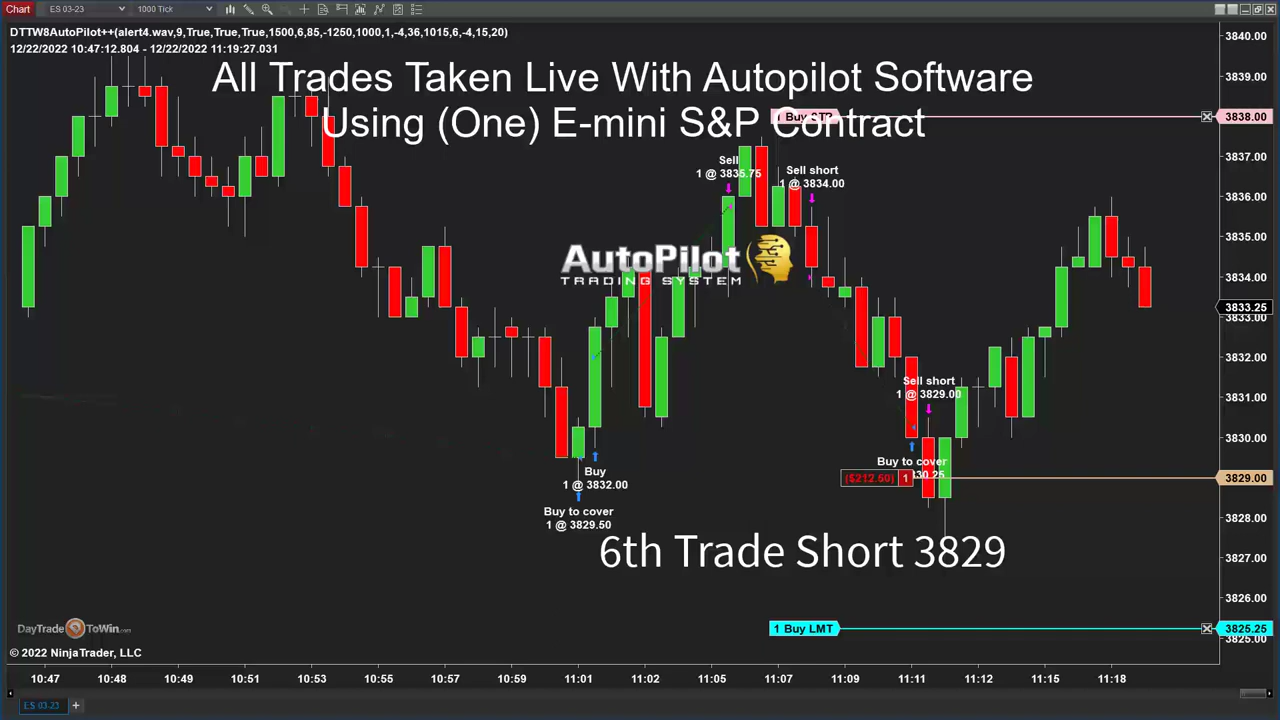 Chart
ES 03-23
1000 Tick
DTTW8AutoPilot++(alert4.wav,9,True,True,True,1500,6,85,-1250,1000,1,-4,36,1015,6,-4,15,20)
12/22/2022 10:47:12.804 - 12/22/2022 11:19:27.031
All Trades Taken Live With Autopilot Software
Using (One) E-mini S&P Contract
Buy
Sell
1 @ 3835.75
Sell short
1 @ 3834.00
AutoPilot
TRADING SYSTEM
Sell short
1 @ 3829.00
Buy to cover
30.25
1
Buy
1 @ 3832.00
Buy to cover
1 @ 3829.50
6th Trade Short 3829
1 Buy LMT
DayTradeToWin.com
© 2022 NinjaTrader, LLC
3840.00
3839.00
3838.00
3837.00
3836.00
3835.00
3834.00
3833.25
3833.00
3832.00
3831.00
3830.00
3829.00
3828.00
3827.00
3826.00
3825.25
3825.00
10:47
10:48
10:49
10:51
10:53
10:55
10:57
10:59
11:01
11:02
11:05
11:07
11:09
11:11
11:12
11:15
11:18
ES 03-23
+